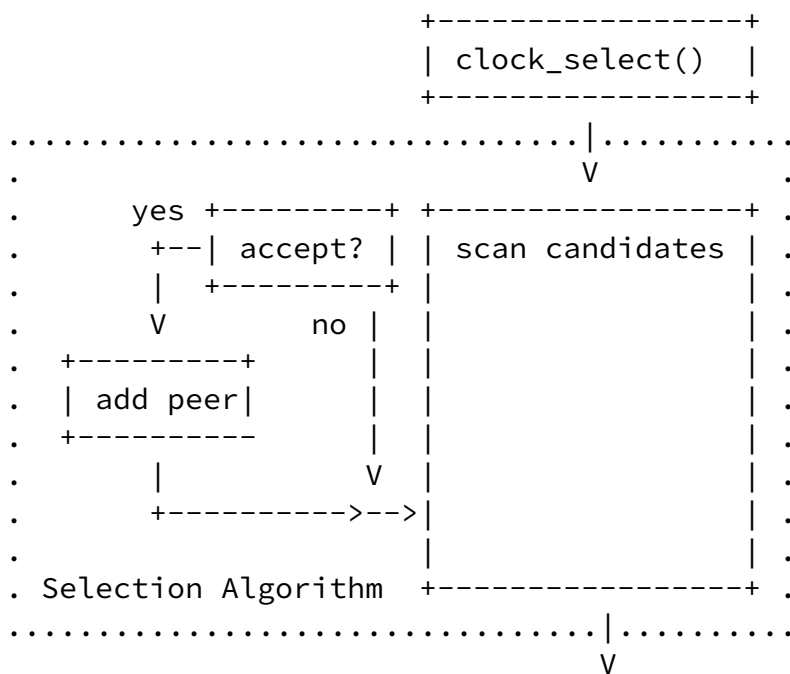 clock_select()
yes
accept? scan candidates
no
add peer
Selection Algorithm